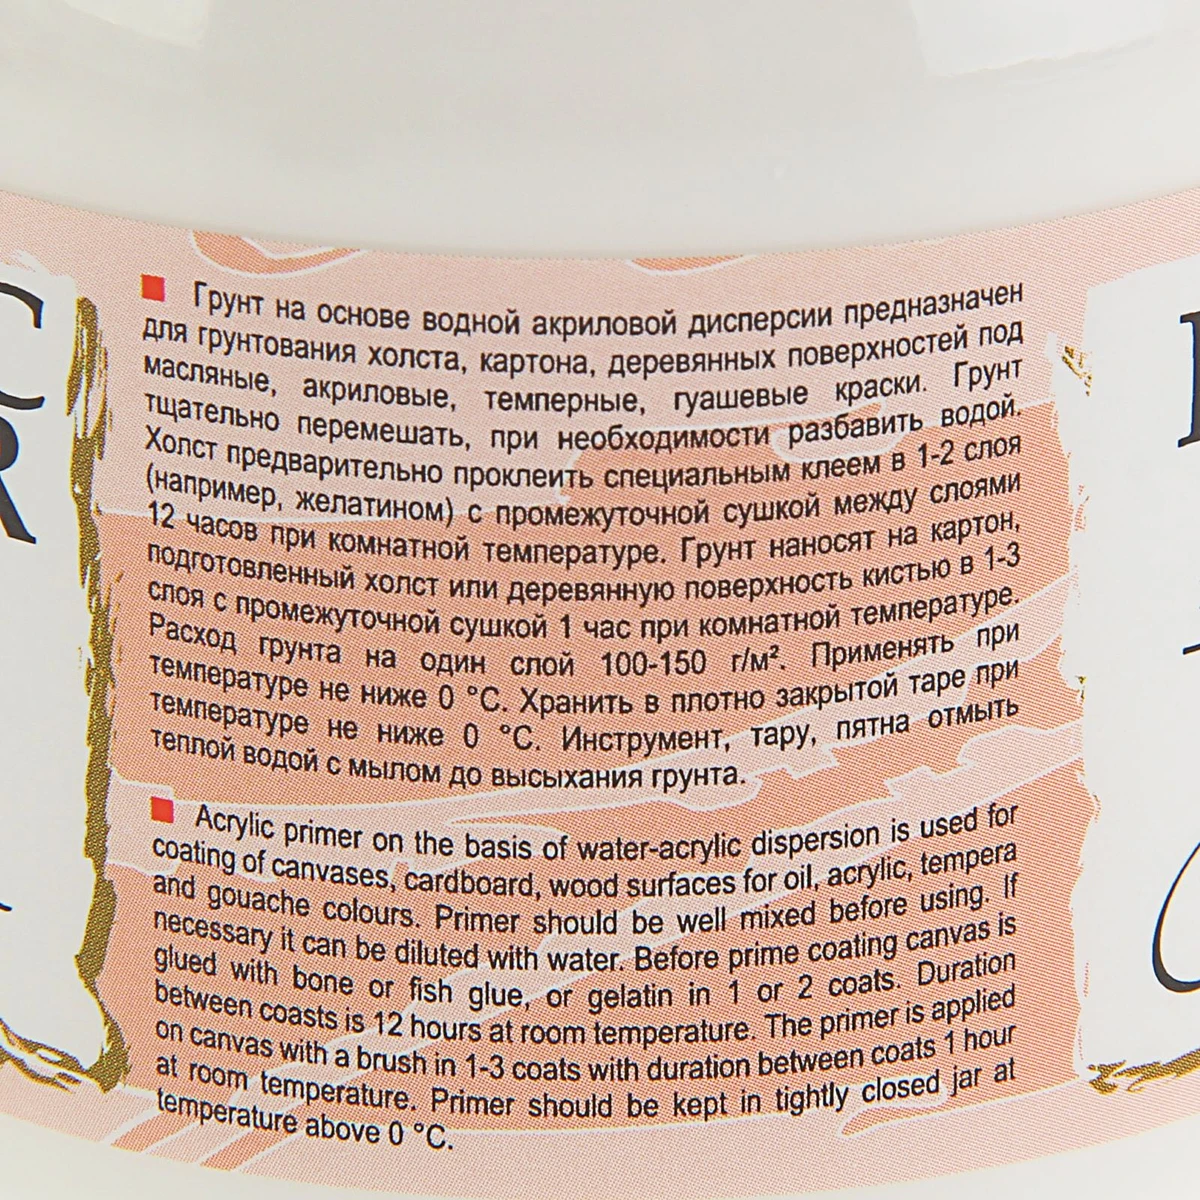 Грунт на основе водной акриловой дисперсии предназначен
для грунтования холста, картона, деревянных поверхностей под
масляные, акриловые, темперные, гуашевые краски. Грунт
тщательно перемешать, при необходимости разбавить водой.
Холст предварительно проклеить специальным клеем в 1-2 слоя
(например, желатином) с промежуточной сушкой между слоями
12 часов при комнатной температуре. Грунт наносят на картон,
подготовленный холст или деревянную поверхность кистью в 1-3
слоя с промежуточной сушкой 1 час при комнатной температуре.
Расход грунта на один слой 100-150 г/м². Применять при
температуре не ниже 0 °С. Хранить в плотно закрытой таре при
температуре не ниже 0 °С. Инструмент, тару, пятна отмыть
теплой водой с мылом до высыхания грунта.
Acrylic primer on the basis of water-acrylic dispersion is used for
coating of canvases, cardboard, wood surfaces for oil, acrylic, tempera
and gouache colours. Primer should be well mixed before using. If
necessary it can be diluted with water. Before prime coating canvas is
glued with bone or fish glue, or gelatin in 1 or 2 coats. Duration
between coasts is 12 hours at room temperature. The primer is applied
on canvas with a brush in 1-3 coats with duration between coats 1 hour
at room temperature. Primer should be kept in tightly closed jar at
temperature above 0 °C.